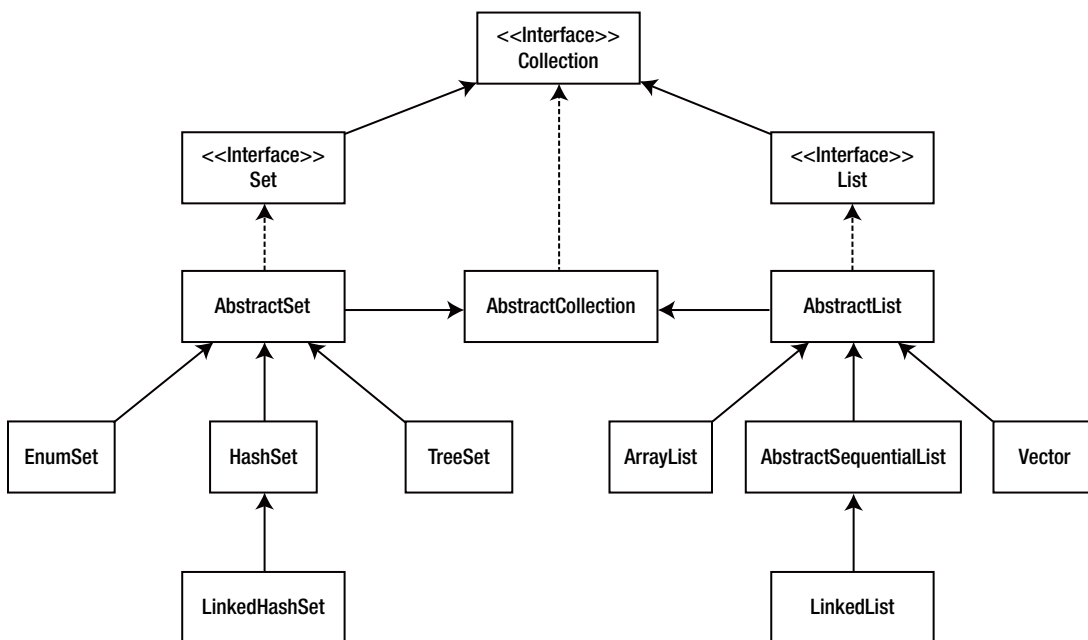 <<Interface>>
Collection
<<Interface>>
Set
<<Interface>>
List
AbstractSet
AbstractCollection
AbstractList
EnumSet
HashSet
TreeSet
ArrayList
AbstractSequentialList
Vector
LinkedHashSet
LinkedList